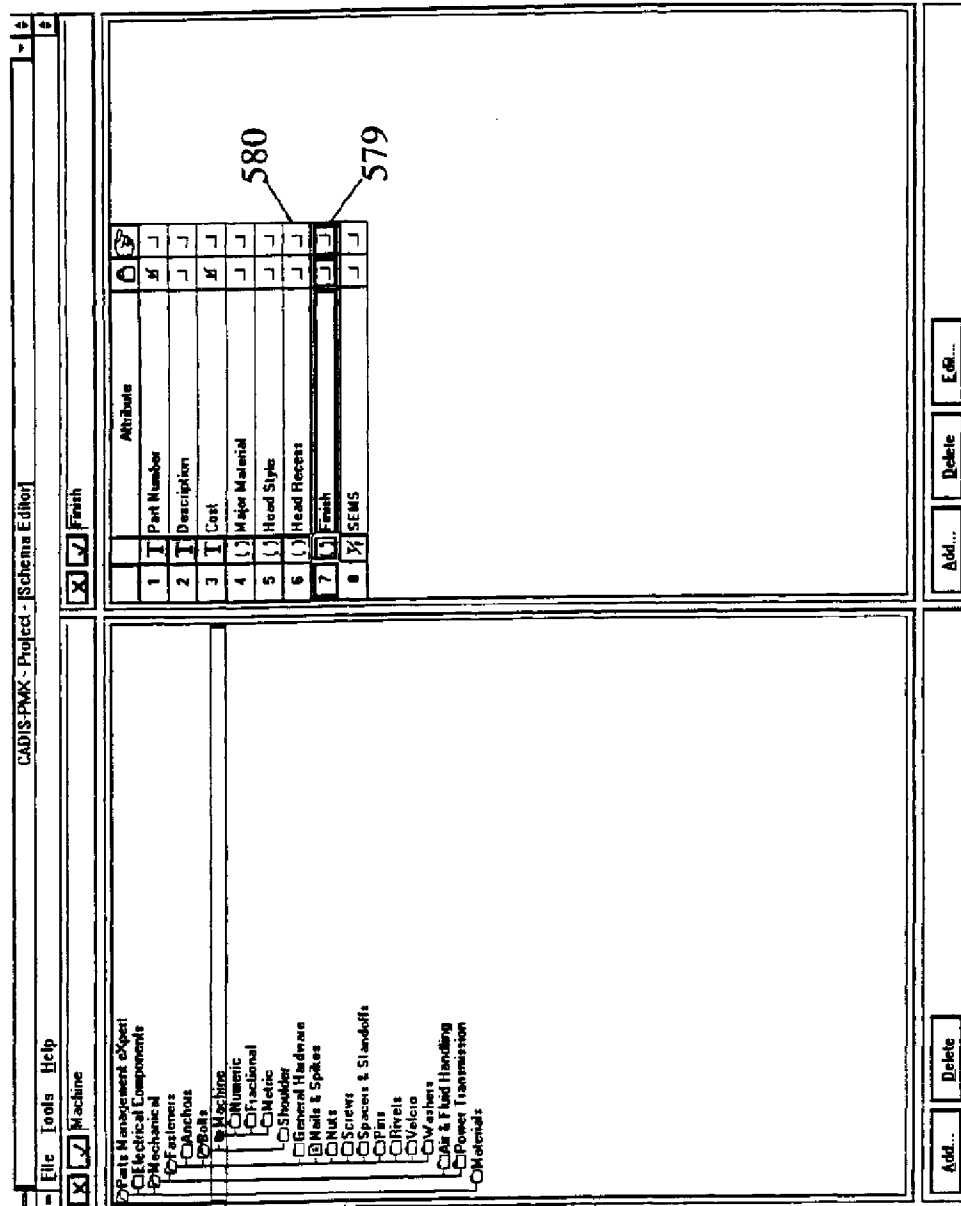 CADIS-PMX - Project - [Schema Editor]
File Tools Help
X Machine
Parts Management eXpert
Electrical Components
Mechanical
Fasteners
Anchors
Bolts
Machine
Numeric
Fractional
Metric
Shoulder
General Hardware
Nails & Spikes
Nuts
Screws
Spacers & Standoffs
Pins
Rivets
Velcro
Washers
Air & Fluid Handling
Power Transmission
Materials
Add... Delete
X Finish
Attribute
1 T Part Number
2 T Description
3 T Cost
4 ( ) Major Material
5 ( ) Head Style
6 ( ) Head Recess
7 ( ) Finish
8 Y/F SEMS
580
579
Add... Delete Edit...